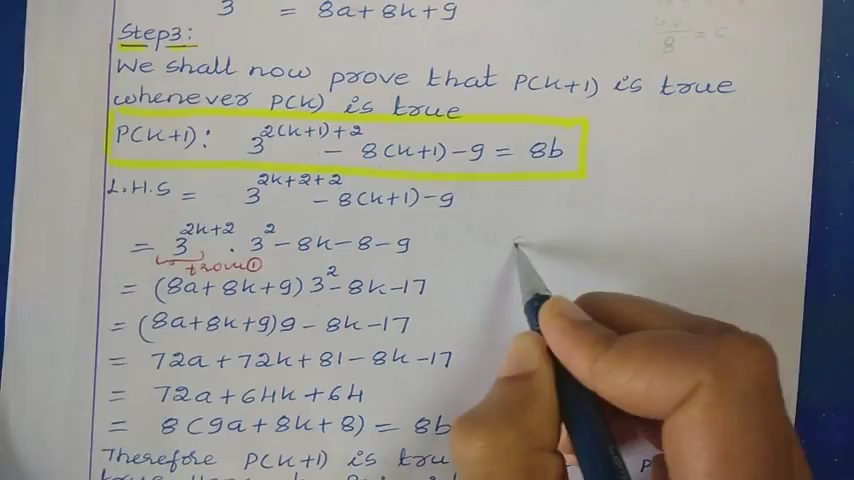 3 = 8a+8k+9
Step3:
We shall now prove that P(k+1) is true
whenever P(k) is true
P(k+1): 3^2(k+1)+2 - 8(k+1)-9 = 8b
L.H.S = 3^2k+2+2 - 8(k+1)-9
= 3^2k+2 . 3^2 - 8k-8-9
from ①
= (8a+8k+9) 3^2 - 8k-17
= (8a+8k+9)9 - 8k-17
= 72a+72k+81-8k-17
= 72a+64k+64
= 8(9a+8k+8) = 8b
Therefore P(k+1) is